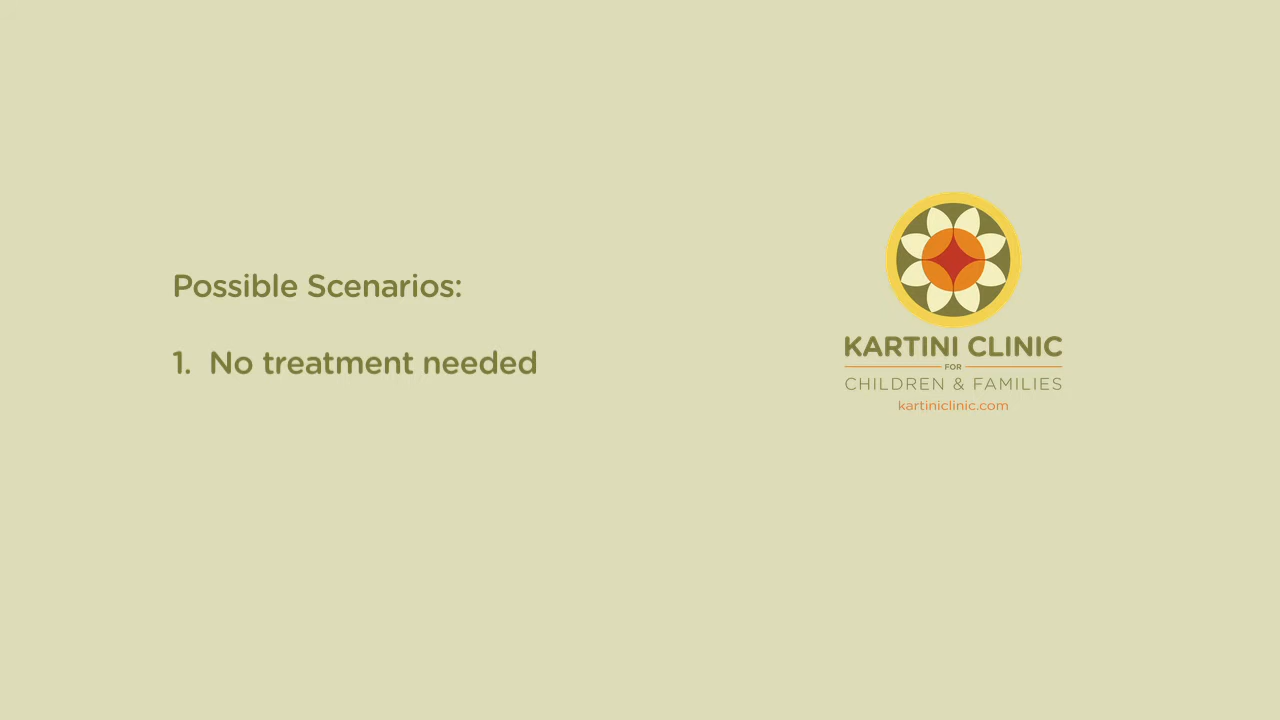 Possible Scenarios:
1. No treatment needed
KARTINI CLINIC
FOR
CHILDREN & FAMILIES
kartiniclinic.com